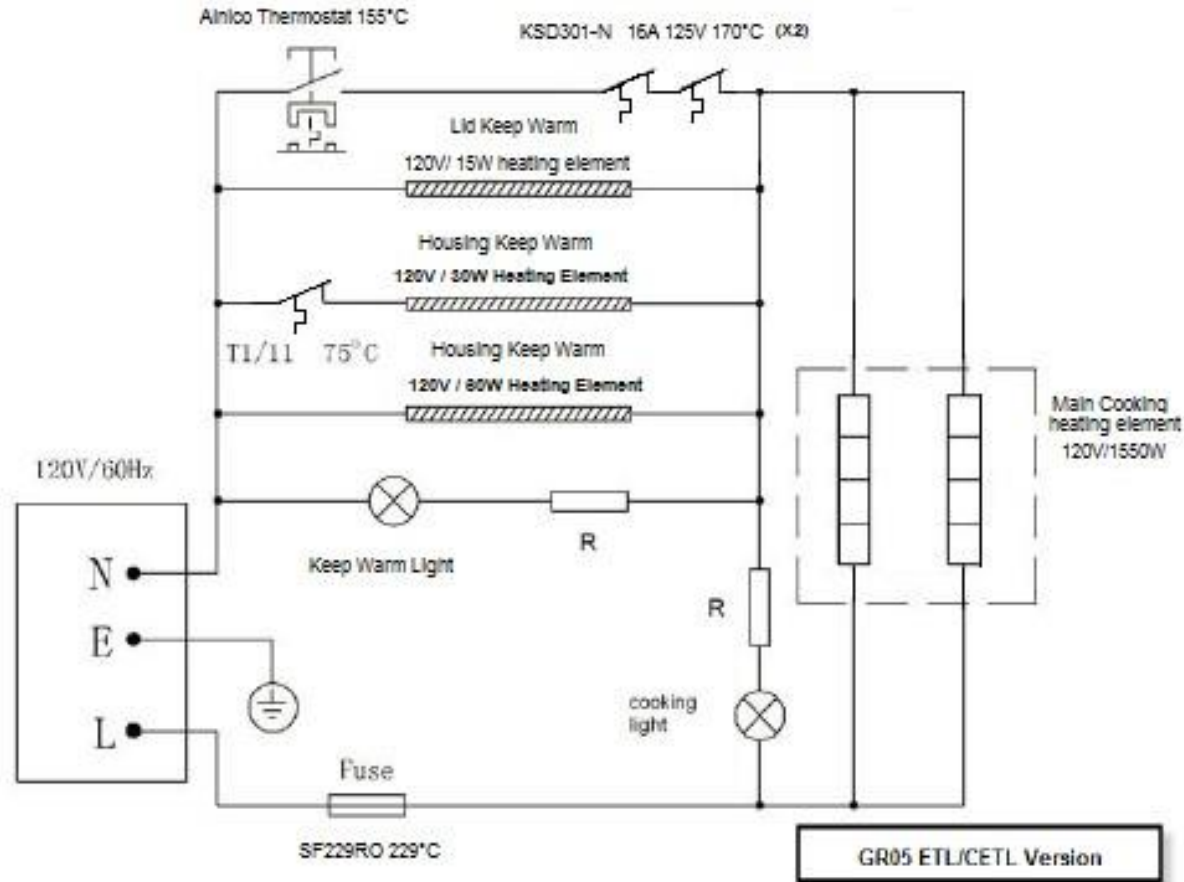 Alnico Thermostat 155°C
KSD301-N 16A 125V 170°C (X2)
Lid Keep Warm
120V/ 15W heating element
Housing Keep Warm
120V / 30W Heating Element
T1/11 75°C
Housing Keep Warm
120V / 60W Heating Element
Main Cooking
heating element
120V/1550W
120V/60Hz
N
E
L
Keep Warm Light
R
R
cooking
light
Fuse
SF229RO 229°C
GR05 ETL/CETL Version